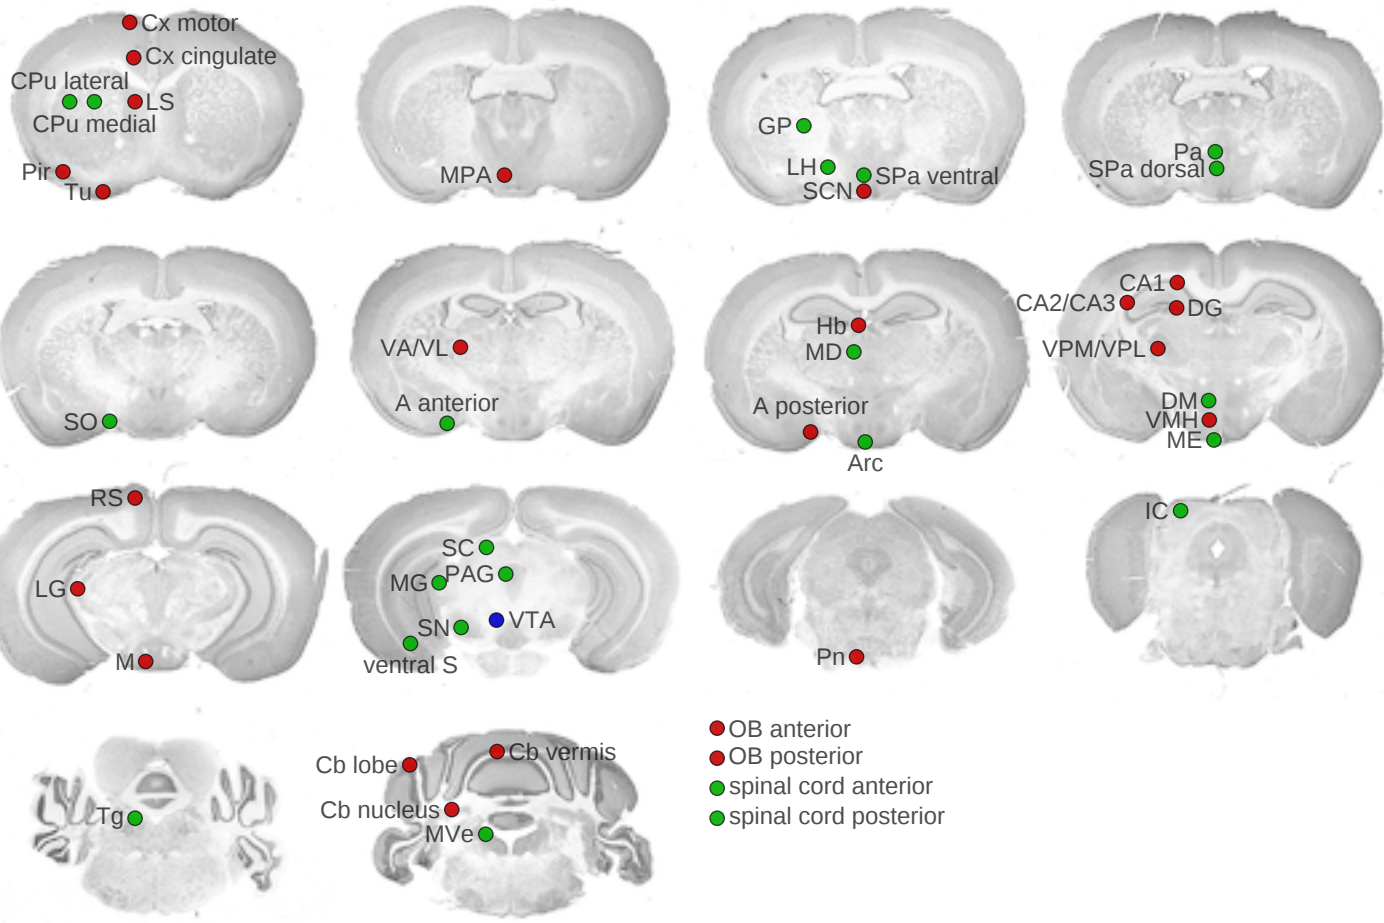 Cx motor
Cx cingulate
CPu lateral
LS
CPu medial
Pir
Tu
MPA
GP
LH
SPa ventral
SCN
Pa
SPa dorsal
SO
VA/VL
A anterior
Hb
MD
A posterior
Arc
CA1
CA2/CA3
DG
VPM/VPL
DM
VMH
ME
RS
LG
M
SC
MG
PAG
SN
VTA
ventral S
Pn
IC
Tg
Cb lobe
Cb vermis
Cb nucleus
MVe
OB anterior
OB posterior
spinal cord anterior
spinal cord posterior